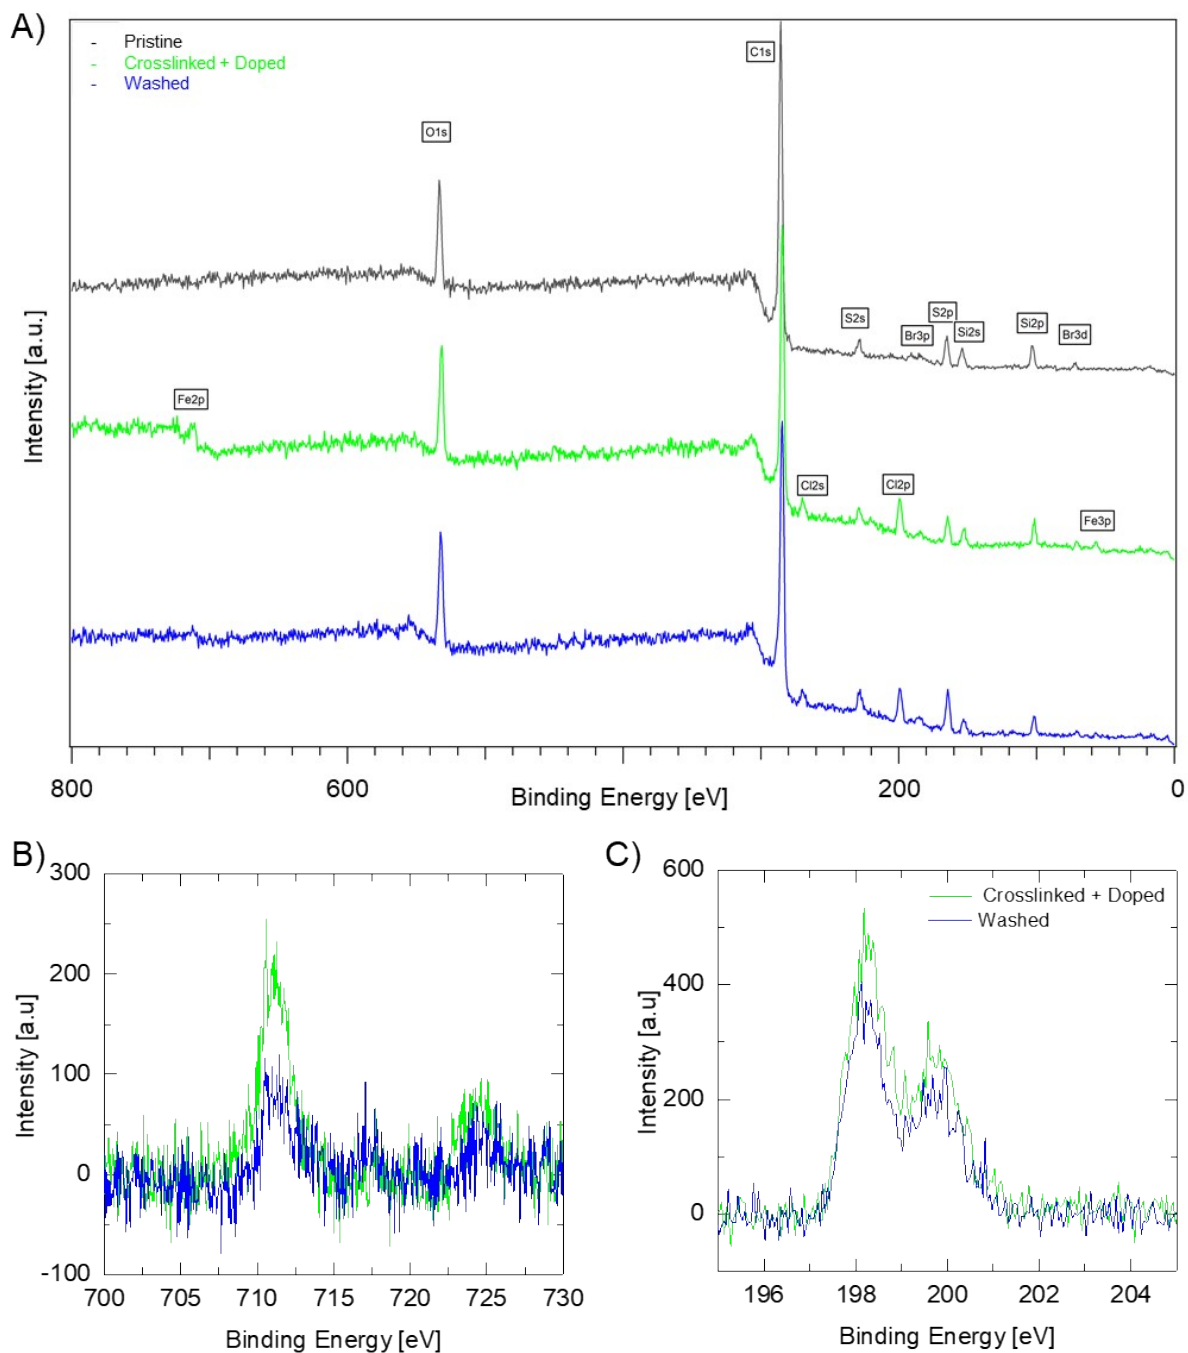 A)
- Pristine
- Crosslinked + Doped
- Washed
C1s
O1s
S2s
Br3p
S2p
Si2s
Si2p
Br3d
Fe2p
Cl2s
Cl2p
Fe3p
Intensity [a.u.]
800
600
200
0
Binding Energy [eV]
B)
300
200
100
0
-100
Intensity [a.u]
700
705
710
715
720
725
730
Binding Energy [eV]
C)
600
400
200
0
Intensity [a.u]
Crosslinked + Doped
Washed
196
198
200
202
204
Binding Energy [eV]